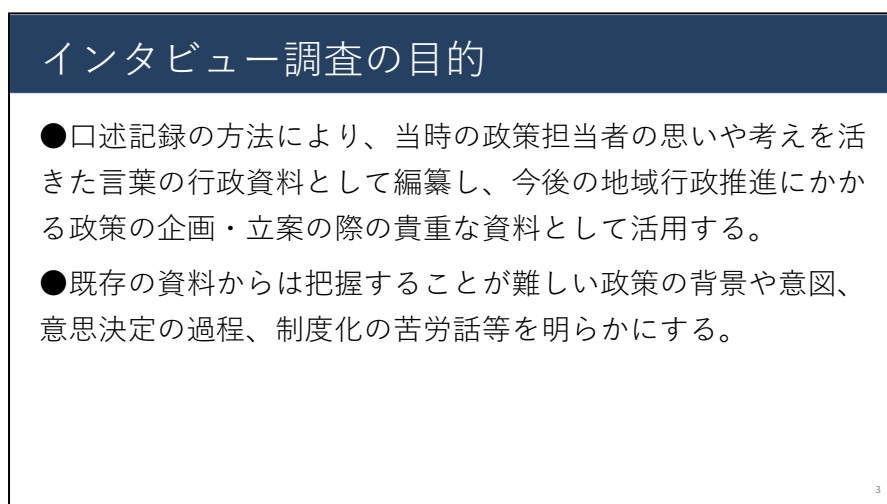 インタビュー調査の目的
●口述記録の方法により、当時の政策担当者の思いや考えを活
きた言葉の行政資料として編纂し、今後の地域行政推進にかか
る政策の企画・立案の際の貴重な資料として活用する。
●既存の資料からは把握することが難しい政策の背景や意図、
意思決定の過程、制度化の苦労話等を明らかにする。
3